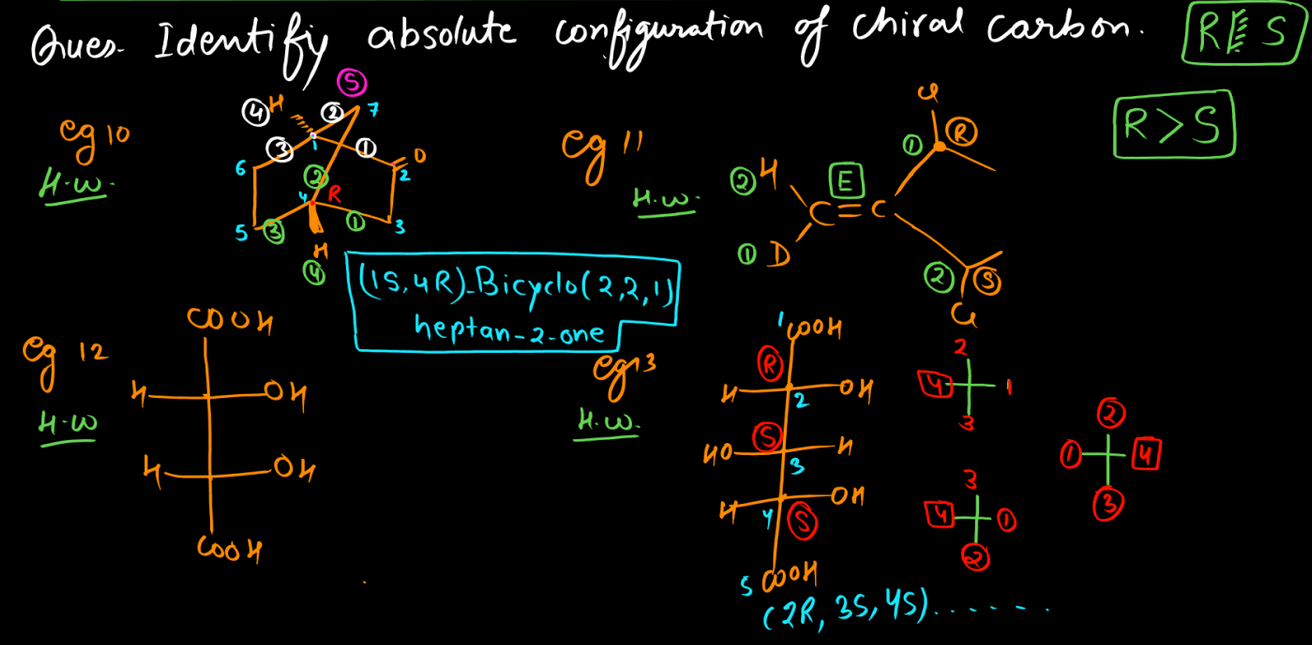 Ques. Identify absolute configuration of chiral carbon.
R S
R > S
eg 10
H.W.
S
4 H 2 7
3 1 1 O
6 2 2
4 R
5 3 1 3
H
4
(1S, 4R)-Bicyclo(2,2,1)
heptan-2-one
eg 11
H.W.
Cl
1 R
2 H E
C=C
1 D
2 S
Cl
eg 12
H.W
COOH
H OH
H OH
COOH
eg 13
H.W.
1 COOH
R
H 2 OH
S
HO 3 H
H 4 S OH
5 COOH
2
4 1
3
3
4 1
2
2
1 4
3
(2R, 3S, 4S).......